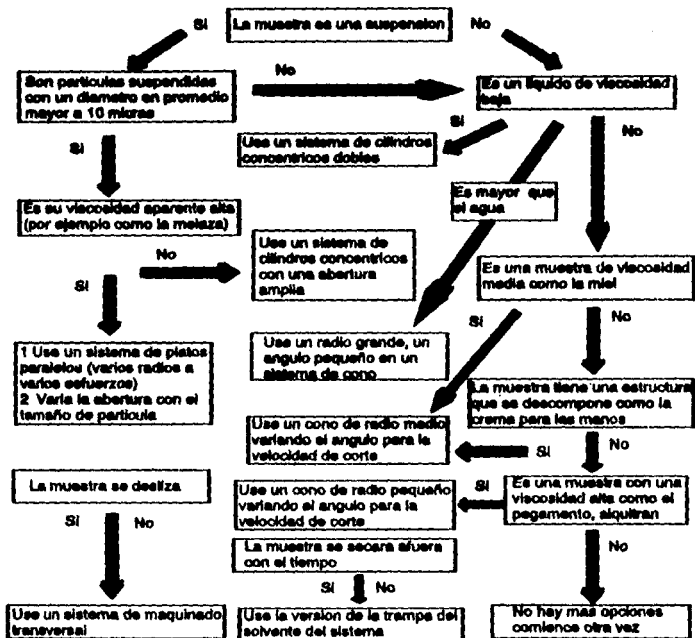 Si
La muestra es una suspension
No
Son particulas suspendidas
con un diametro en promedio
mayor a 10 micras
No
Es un liquido de viscosidad
baja
Si
Use un sistema de cilindros
concentricos dobles
Si
No
Es mayor que
el agua
Es su viscosidad aparente alta
(por ejemplo como la melaza)
No
Use un sistema de
cilindros concentricos
con una abertura
amplia
Es una muestra de viscosidad
media como la miel
Si
Si
No
1 Use un sistema de platos
paralelos (varios radios a
varios esfuerzos)
2 Varia la abertura con el
tamaño de particula
Use un radio grande, un
angulo pequeño en un
sistema de cono
La muestra tiene una estructura
que se descompone como la
crema para las manos
Use un cono de radio medio
variando el angulo para la
velocidad de corte
Si
No
La muestra se desliza
Use un cono de radio pequeño
variando el angulo para la
velocidad de corte
Si
Es una muestra con una
viscosidad alta como el
pegamento, alquitran
Si
No
La muestra se secara afuera
con el tiempo
No
Si
No
Use un sistema de maquinado
transversal
Use la version de la trampa del
solvente del sistema
No hay mas opciones
comience otra vez